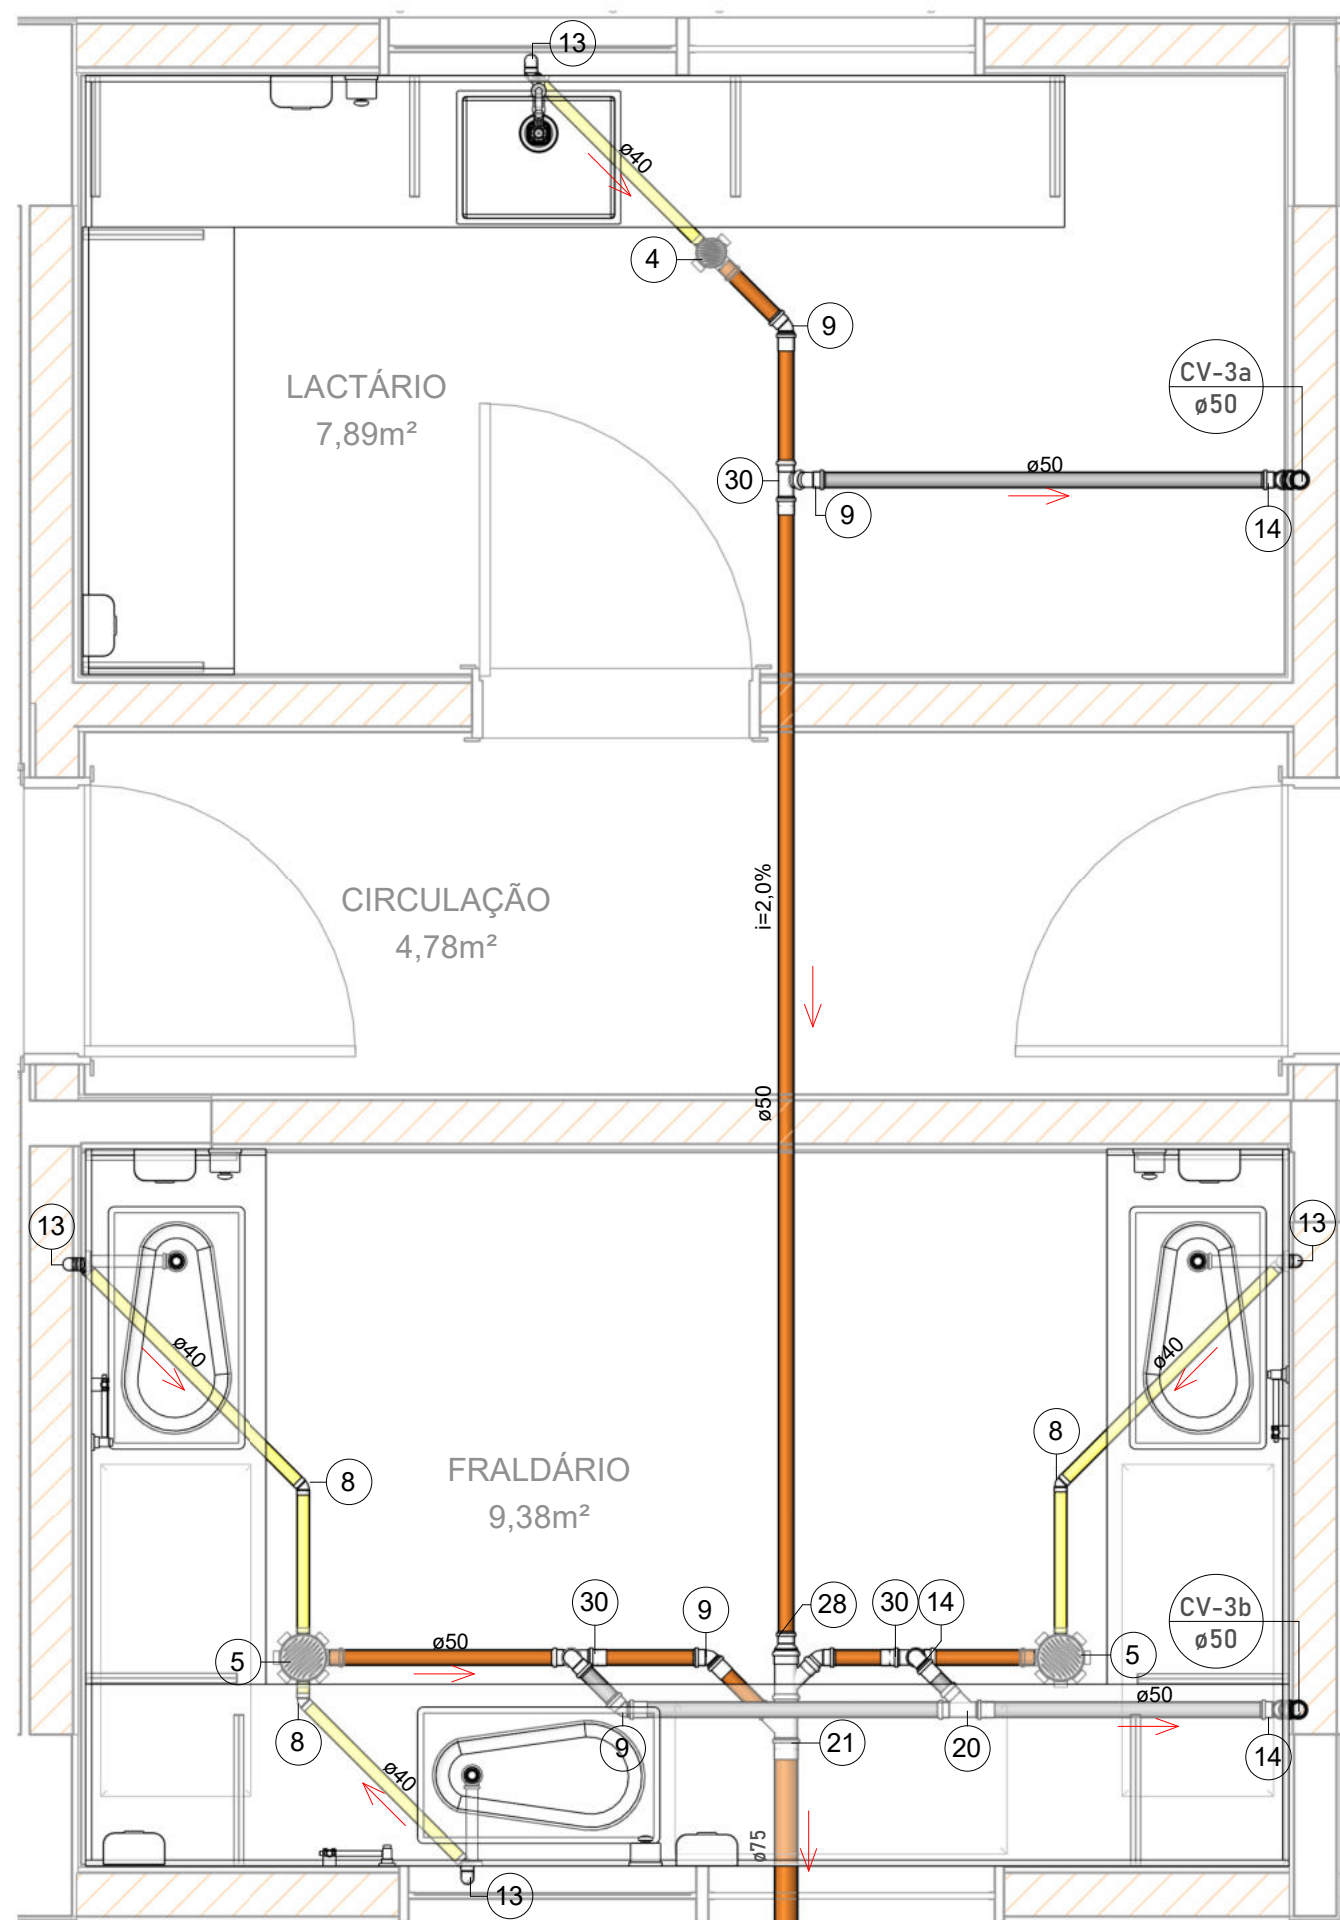 13
ø40
4
9
LACTÁRIO
7,89m²
CV-3a
ø50
ø50
30
9
14
i=2,0%
CIRCULAÇÃO
4,78m²
ø50
13
13
ø40
ø40
8
8
FRALDÁRIO
9,38m²
30
9
28
30
14
CV-3b
ø50
5
ø50
5
ø50
8
9
21
20
14
ø40
ø75
13